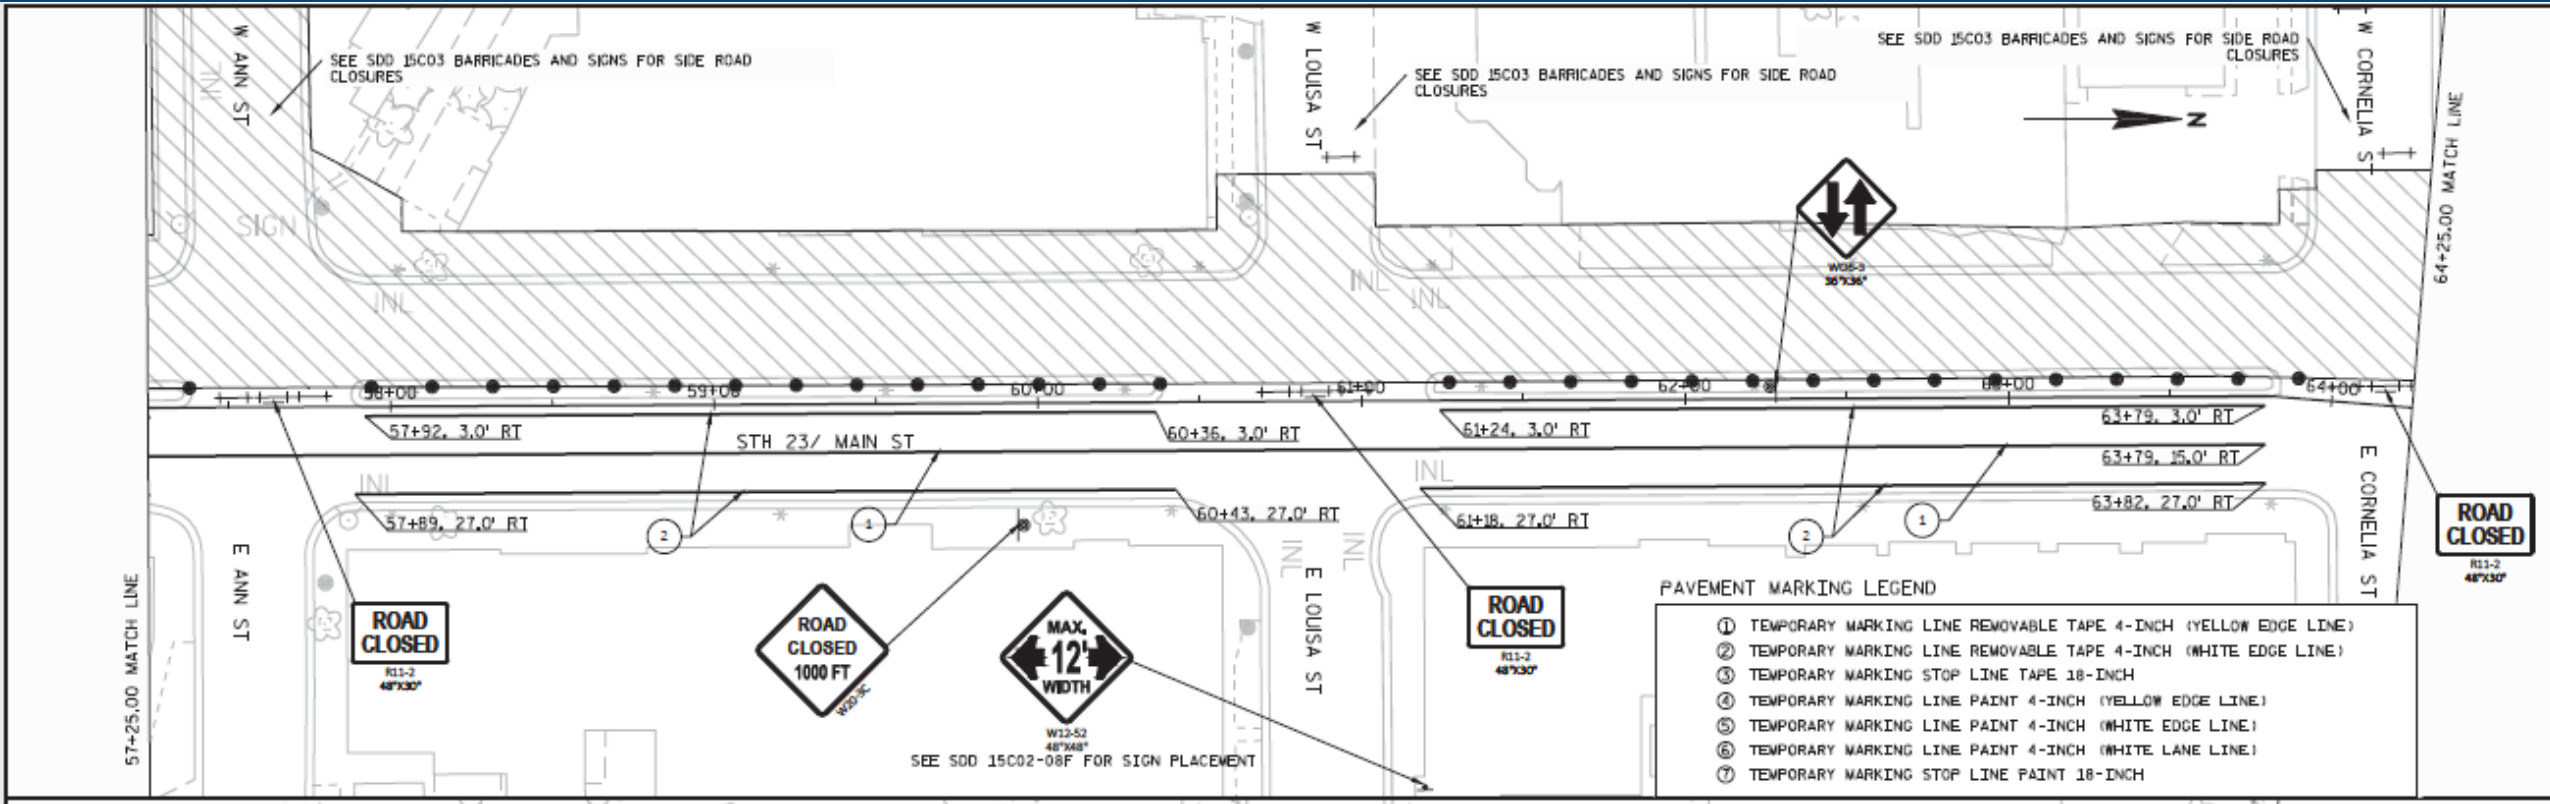 W ANN ST
SEE SDD 15C03 BARRICADES AND SIGNS FOR SIDE ROAD
CLOSURES
W LOUISA ST
SEE SDD 15C03 BARRICADES AND SIGNS FOR SIDE ROAD
CLOSURES
SEE SDD 15C03 BARRICADES AND SIGNS FOR SIDE ROAD
CLOSURES
W CORNELIA ST
64+25.00 MATCH LINE
N
INL
SIGN
INL
INL
INL
W06-3
36"X36"
58+00
59+00
60+00
61+00
62+00
63+00
64+00
57+92, 3.0' RT
60+36, 3.0' RT
61+24, 3.0' RT
63+79, 3.0' RT
STH 23/ MAIN ST
63+79, 15.0' RT
INL
INL
57+89, 27.0' RT
60+43, 27.0' RT
61+18, 27.0' RT
63+82, 27.0' RT
2
1
2
1
INL
INL
E ANN ST
E LOUISA ST
E CORNELIA ST
57+25.00 MATCH LINE
ROAD
CLOSED
R11-2
48"X30"
ROAD
CLOSED
1000 FT
W20-3C
MAX.
12'
WIDTH
W12-52
48"X48"
SEE SDD 15C02-08F FOR SIGN PLACEMENT
ROAD
CLOSED
R11-2
48"X30"
ROAD
CLOSED
R11-2
48"X30"
PAVEMENT MARKING LEGEND
1 TEMPORARY MARKING LINE REMOVABLE TAPE 4-INCH (YELLOW EDGE LINE)
2 TEMPORARY MARKING LINE REMOVABLE TAPE 4-INCH (WHITE EDGE LINE)
3 TEMPORARY MARKING STOP LINE TAPE 18-INCH
4 TEMPORARY MARKING LINE PAINT 4-INCH (YELLOW EDGE LINE)
5 TEMPORARY MARKING LINE PAINT 4-INCH (WHITE EDGE LINE)
6 TEMPORARY MARKING LINE PAINT 4-INCH (WHITE LANE LINE)
7 TEMPORARY MARKING STOP LINE PAINT 18-INCH